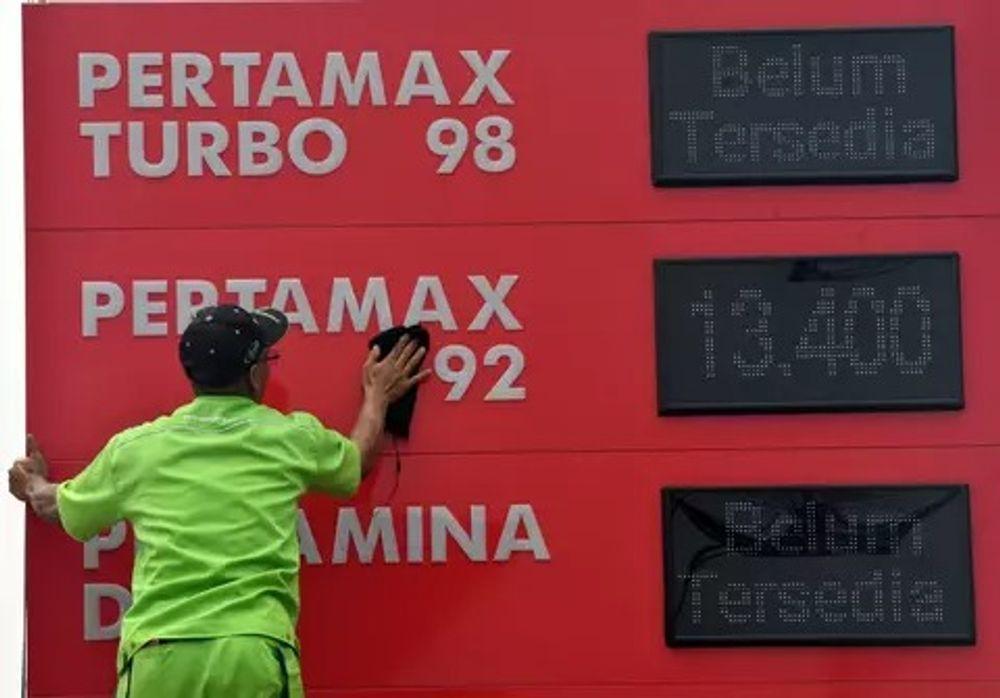 PERTAMAX
TURBO 98
Belum
Tersedia
PERTAMAX
92
13.400
Belum
Tersedia